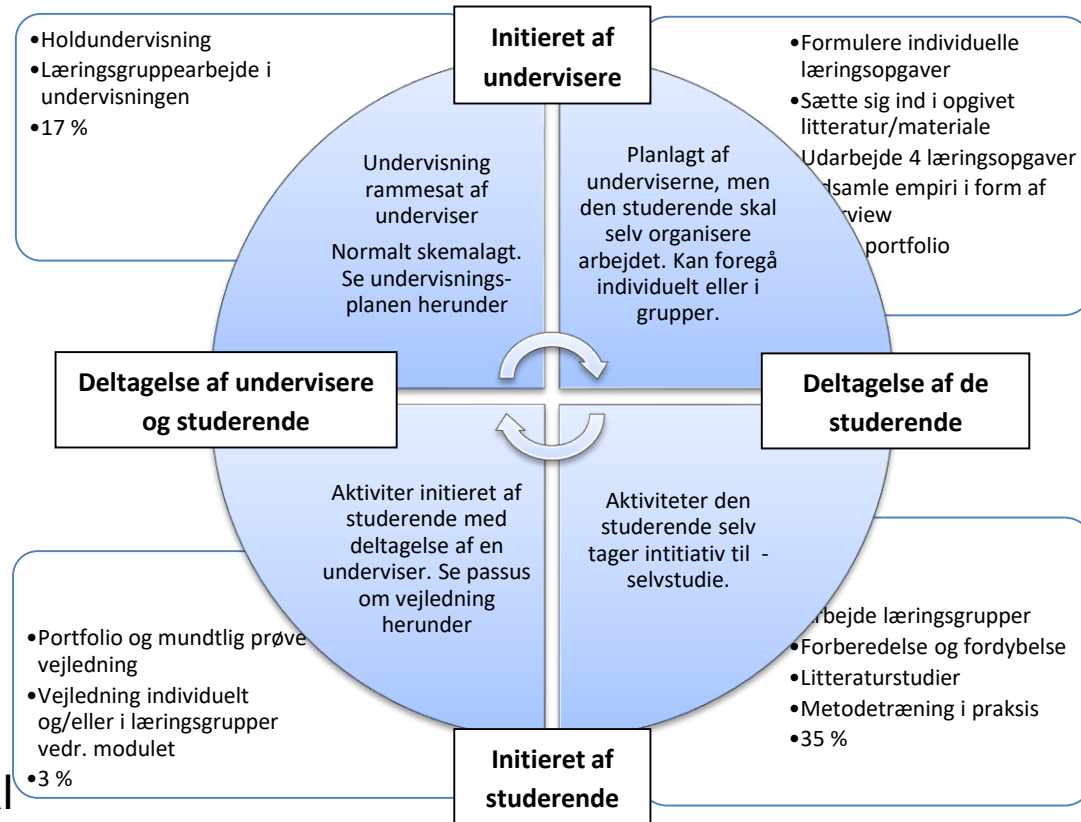 •Holdundervisning
•Læringsgruppearbejde i
undervisningen
•17 %
Initieret af
undervisere
•Formulere individuelle
læringsopgaver
•Sætte sig ind i opgivet
litteratur/materiale
Udarbejde 4 læringsopgaver
af
portfolio
Undervisning
rammesat af
underviser
Normalt skemalagt.
Se undervisnings-
planen herunder
Planlagt af
underviserne, men
den studerende skal
selv organisere
arbejdet. Kan foregå
individuelt eller i
grupper.
Deltagelse af undervisere
og studerende
Deltagelse af de
studerende
Aktiviter initieret af
studerende med
deltagelse af en
underviser. Se passus
om vejledning
herunder
Aktiviteter den
studerende selv
tager intitiativ til -
selvstudie.
•Portfolio og mundtlig prøve
vejledning
•Vejledning individuelt
og/eller i læringsgrupper
vedr. modulet
•3 %
læringsgrupper
•Forberedelse og fordybelse
•Litteraturstudier
•Metodetræning i praksis
•35 %
Initieret af
studerende